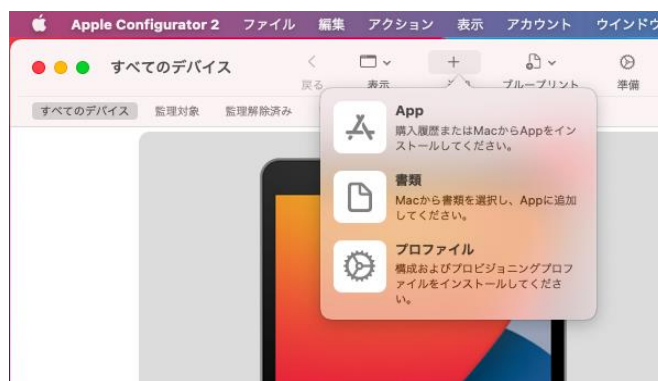 Apple Configurator 2 ファイル 編集 アクション 表示 アカウント ウインドウ
すべてのデバイス
戻る 表示 ブループリント 準備
すべてのデバイス 監理対象 監理解除済み
App
購入履歴またはMacからAppをイン
ストールしてください。
書類
Macから書類を選択し、Appに追加
してください。
プロファイル
構成およびプロビジョニングプロフ
ァイルをインストールしてくださ
い。